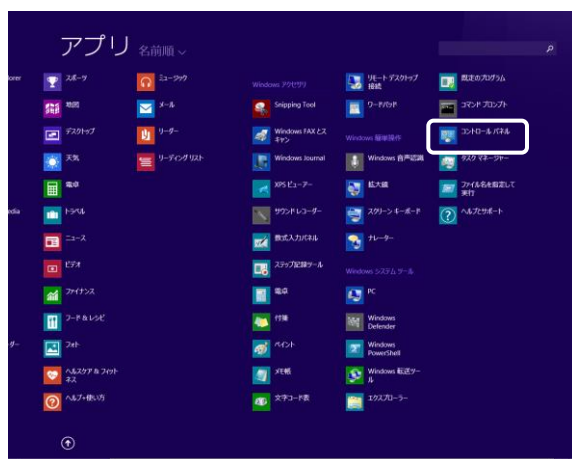 アプリ 名前順
orer
edia
ダー
スポーツ
地図
デスクトップ
天気
電卓
トラベル
ニュース
ビデオ
ファイナンス
フード & レシピ
フォト
ヘルスケア & フィット
ネス
ヘルプ+使い方
ミュージック
メール
リーダー
リーディング リスト
Windows アクセサリ
Snipping Tool
Windows FAX とス
キャン
Windows Journal
XPS ビューアー
サウンド レコーダー
数式入力パネル
ステップ記録ツール
電卓
付箋
ペイント
メモ帳
文字コード表
リモート デスクトップ
接続
ワードパッド
Windows 簡単操作
Windows 音声認識
拡大鏡
スクリーン キーボード
ナレーター
Windows システム ツール
PC
Windows
Defender
Windows
PowerShell
Windows 転送ツー
ル
エクスプローラー
既定のプログラム
コマンド プロンプト
コントロール パネル
タスク マネージャー
ファイル名を指定して
実行
ヘルプとサポート